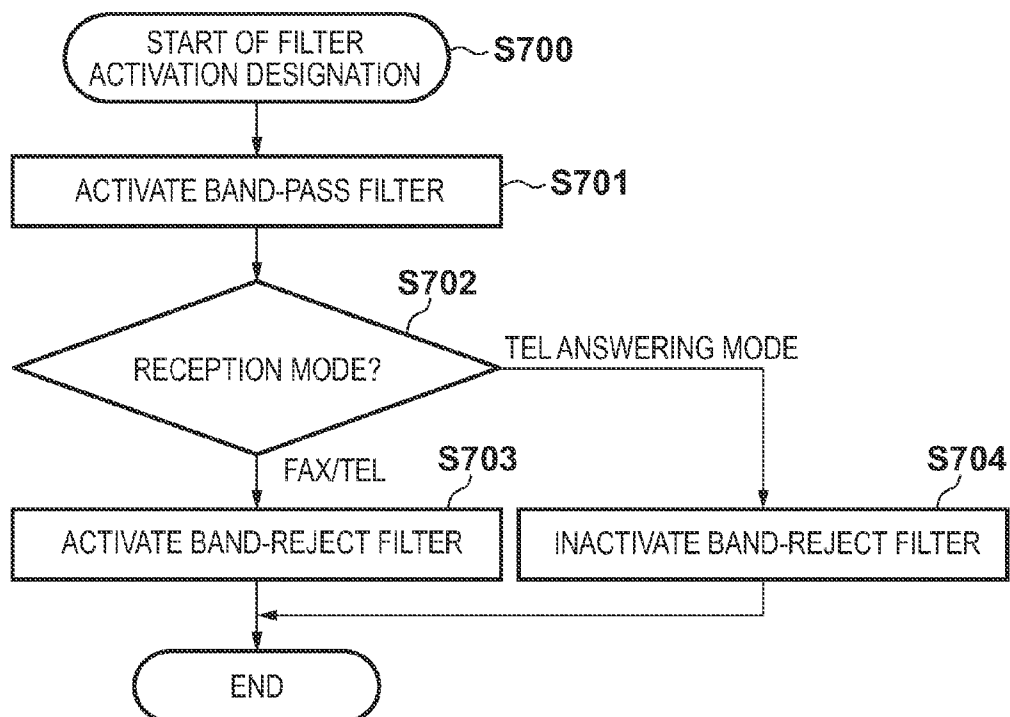 START OF FILTER
ACTIVATION DESIGNATION
S700
ACTIVATE BAND-PASS FILTER
S701
S702
RECEPTION MODE?
TEL ANSWERING MODE
FAX/TEL
S703
S704
ACTIVATE BAND-REJECT FILTER
INACTIVATE BAND-REJECT FILTER
END